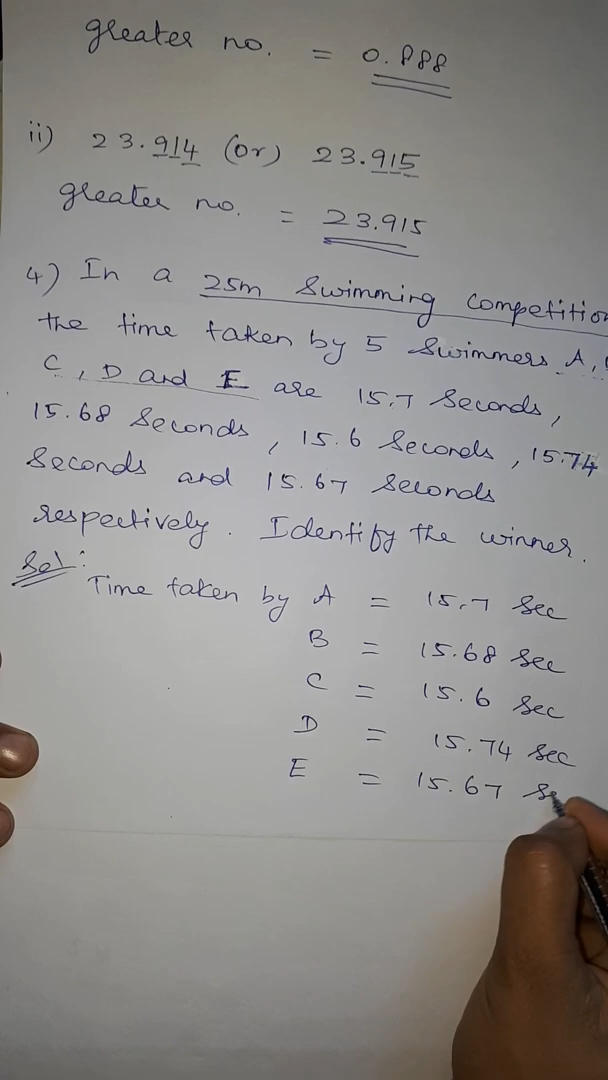 greater no. = 0.888
ii) 23.914 (or) 23.915
greater no. = 23.915
4) In a 25m Swimming Competition
the time taken by 5 Swimmers A,
C, D and E are 15.7 Seconds,
15.68 Seconds, 15.6 Seconds, 15.74
Seconds and 15.67 Seconds
respectively. Identify the winner.
Sol:
Time taken by A = 15.7 Sec
B = 15.68 Sec
C = 15.6 Sec
D = 15.74 Sec
E = 15.67 Se